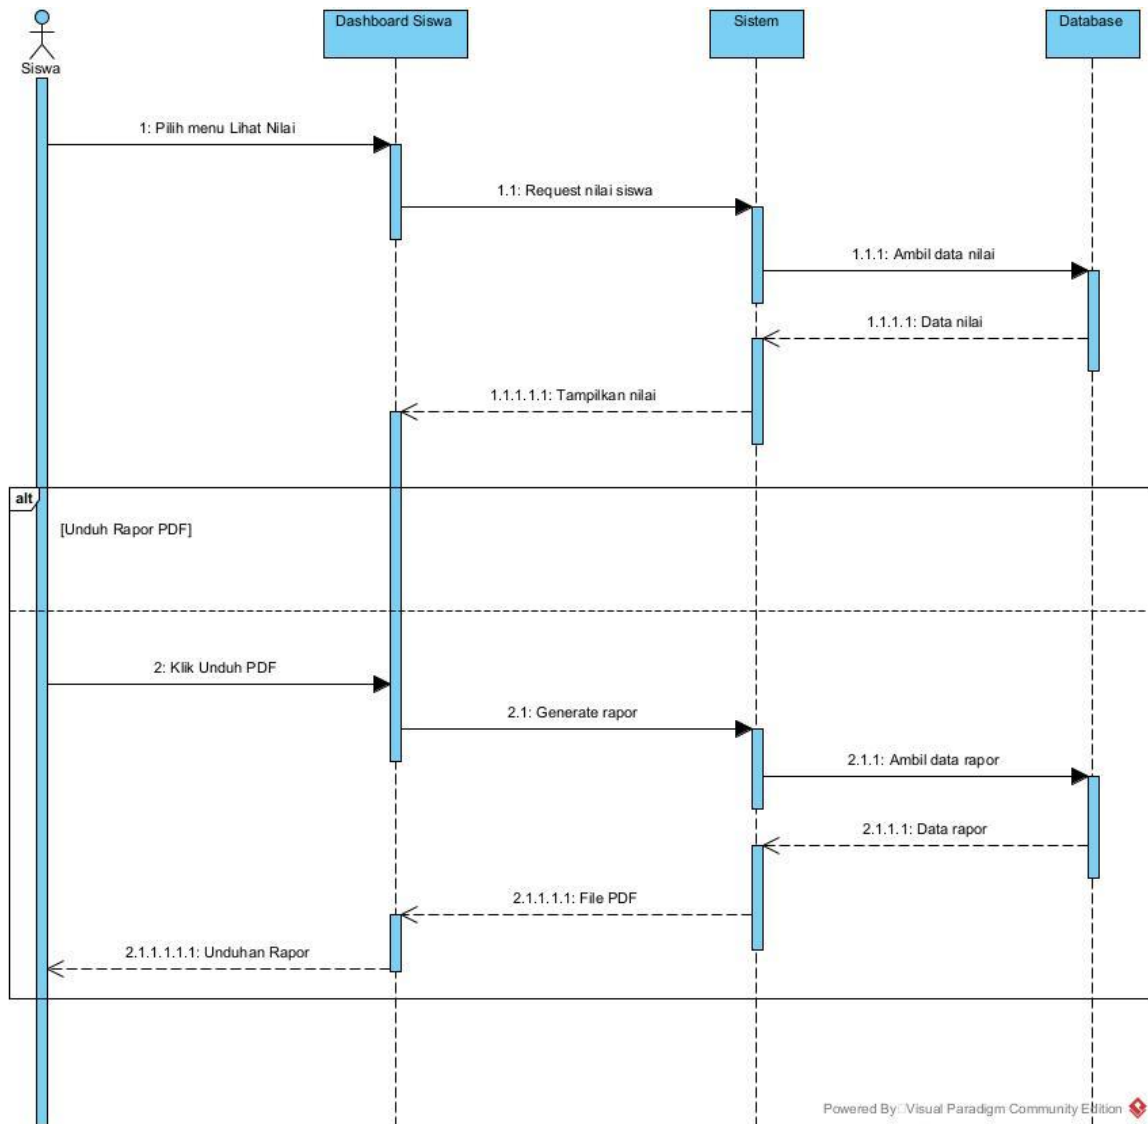 Dashboard Siswa
Sistem
Database
Siswa
1: Pilih menu Lihat Nilai
1.1: Request nilai siswa
1.1.1: Ambil data nilai
1.1.1.1: Data nilai
1.1.1.1.1: Tampilkan nilai
alt
[Unduh Rapor PDF]
2: Klik Unduh PDF
2.1: Generate rapor
2.1.1: Ambil data rapor
2.1.1.1: Data rapor
2.1.1.1.1: File PDF
2.1.1.1.1.1: Unduhan Rapor
Powered By Visual Paradigm Community Edition